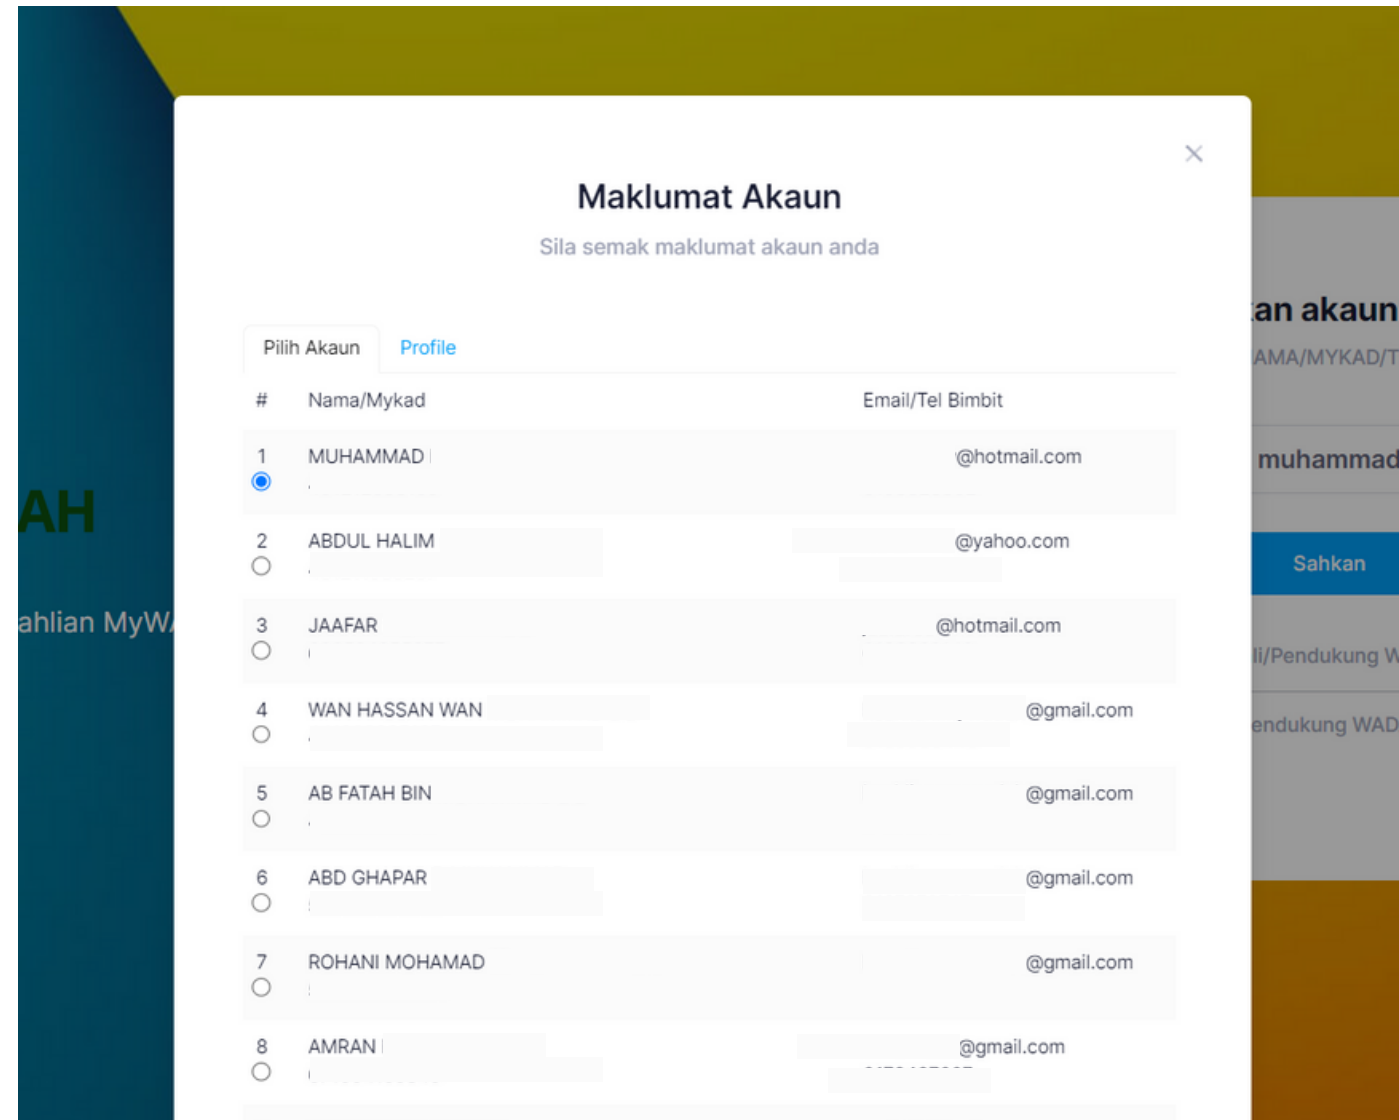 Maklumat Akaun
Sila semak maklumat akaun anda
Pilih Akaun Profile
# Nama/Mykad Email/Tel Bimbit
1 MUHAMMAD @hotmail.com
2 ABDUL HALIM @yahoo.com
3 JAAFAR @hotmail.com
4 WAN HASSAN WAN @gmail.com
5 AB FATAH BIN @gmail.com
6 ABD GHAPAR @gmail.com
7 ROHANI MOHAMAD @gmail.com
8 AMRAN @gmail.com
AH
ahlian MyWA
an akaun
AMA/MYKAD/T
muhammad
Sahkan
li/Pendukung W
endukung WAD